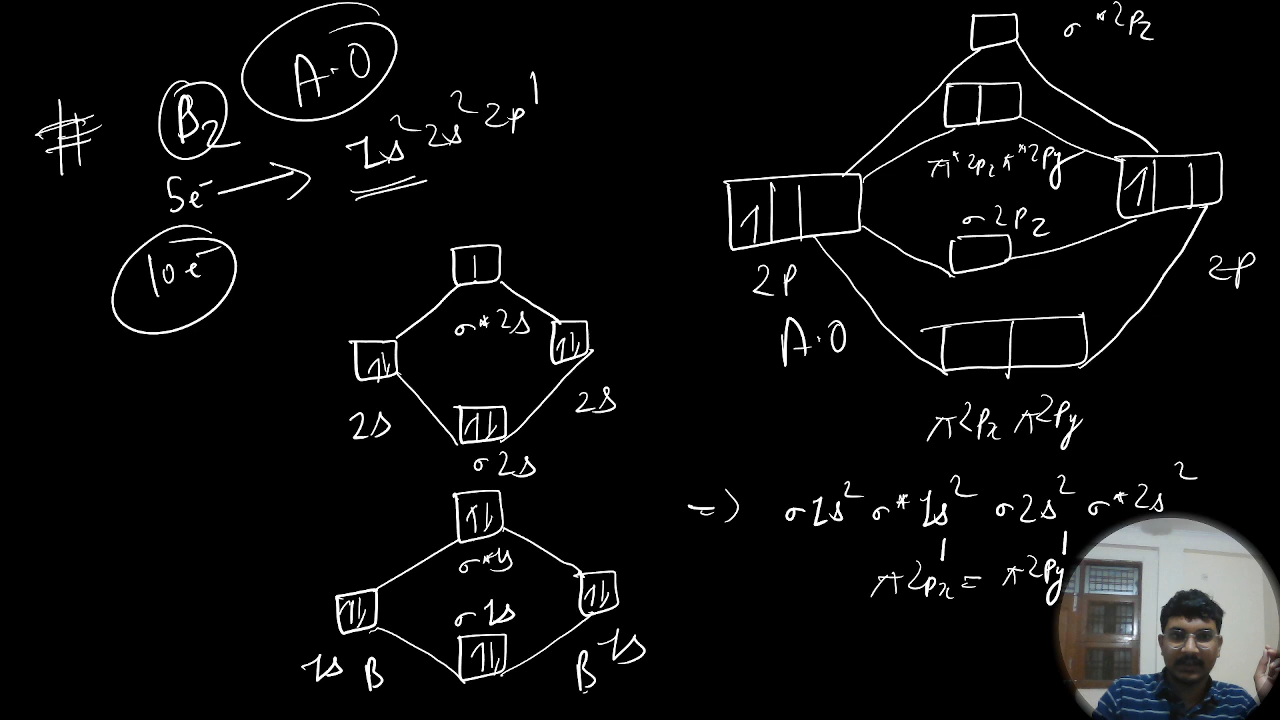 # B₂ A.O
5e⁻ → 1s² 2s² 2p¹
10e⁻
σ*2s
2s 2s
σ2s
σ*1s
σ1s
1s B B 1s
σ*2pz
π*2px π*2py
σ2pz
2p 2p
A.O
π2px π2py
=) σ1s² σ*1s² σ2s² σ*2s²
π2px¹ = π2py¹